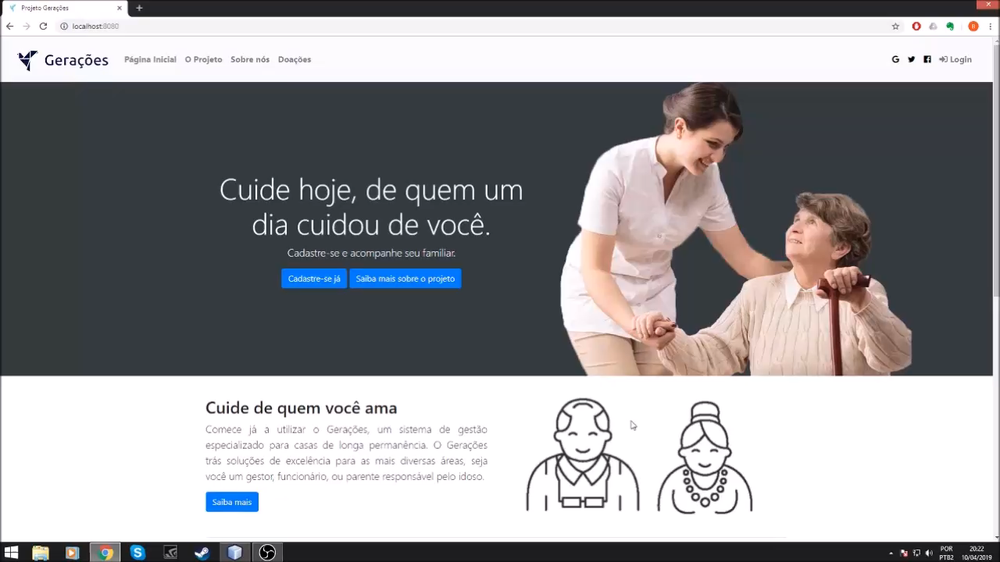 Projeto Gerações
localhost:8080
Gerações
Página Inicial O Projeto Sobre nós Doações
Login
Cuide hoje, de quem um
dia cuidou de você.
Cadastre-se e acompanhe seu familiar.
Cadastre-se já Saiba mais sobre o projeto
Cuide de quem você ama
Comece já a utilizar o Gerações, um sistema de gestão
especializado para casas de longa permanência. O Gerações
trás soluções de excelência para as mais diversas áreas, seja
você um gestor, funcionário, ou parente responsável pelo idoso.
Saiba mais
POR 20:22
PTB2 10/04/2019